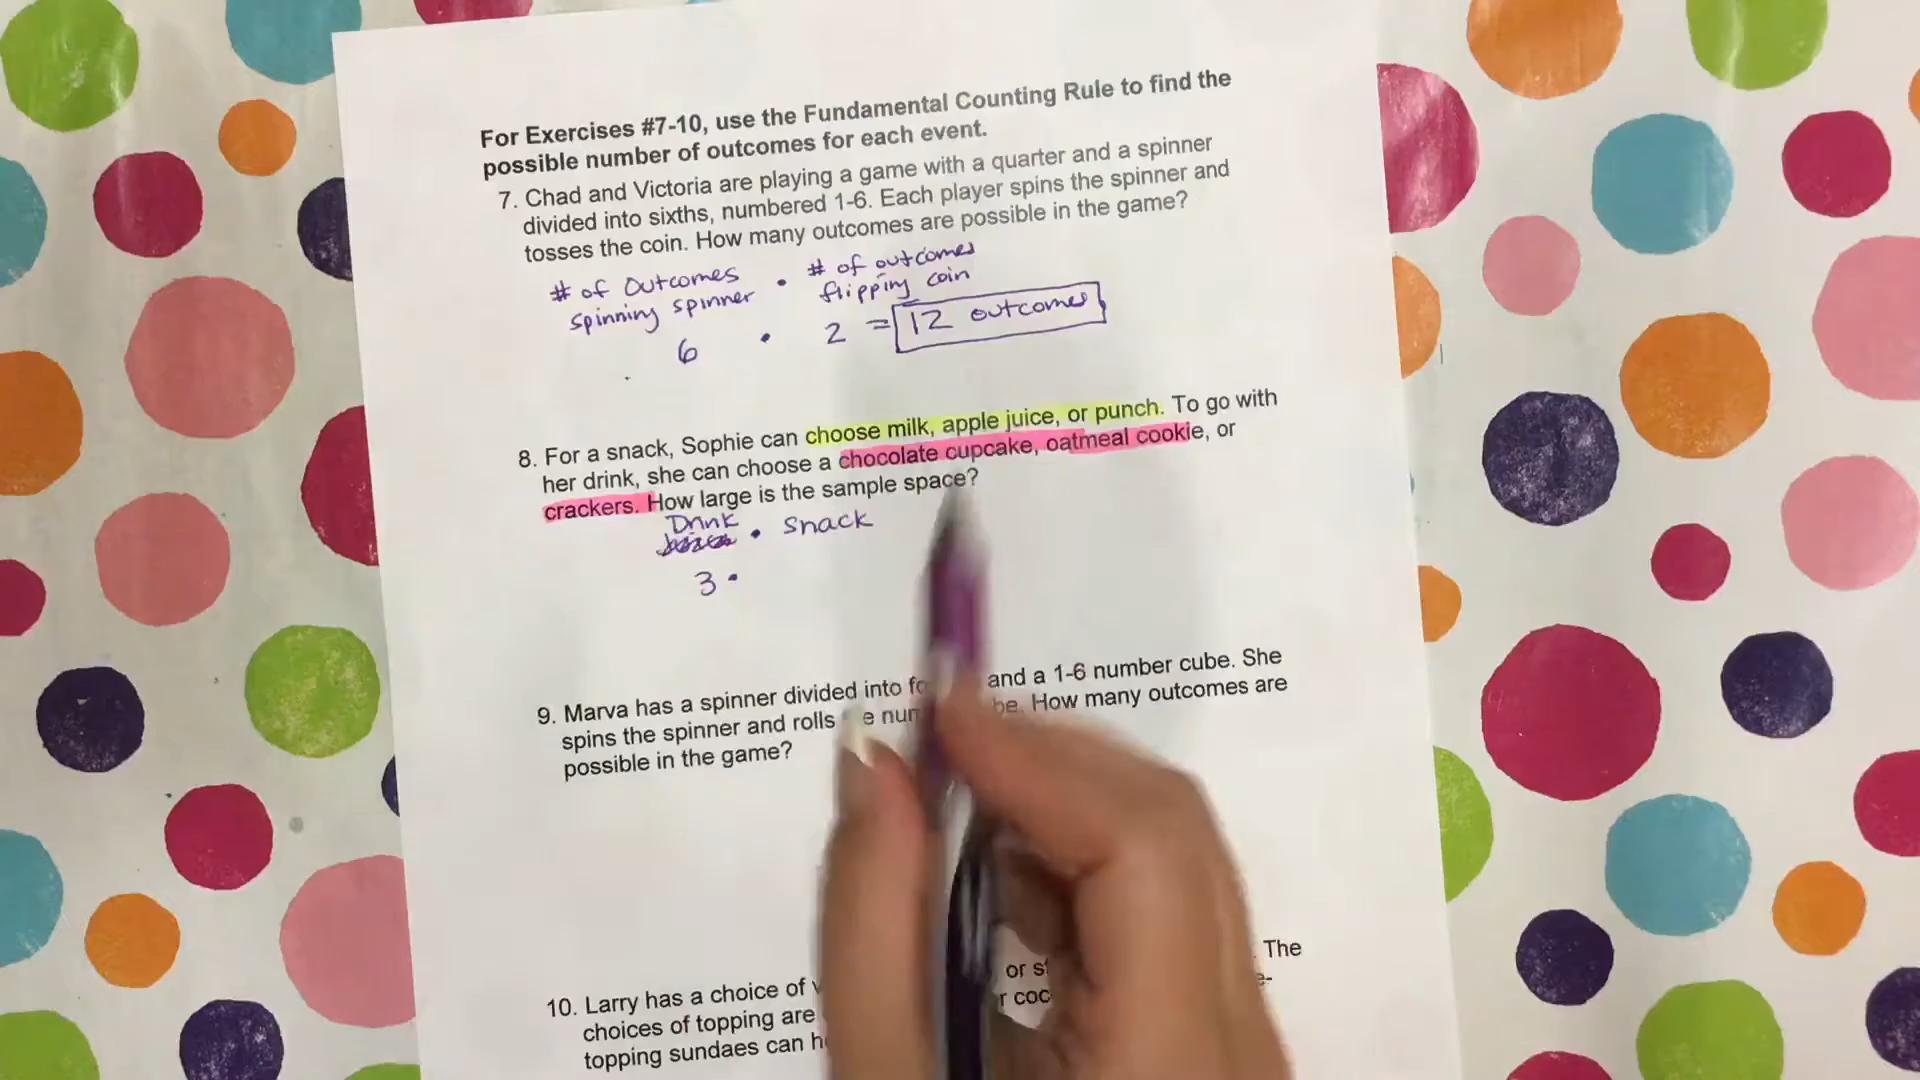 For Exercises #7-10, use the Fundamental Counting Rule to find the
possible number of outcomes for each event.
7. Chad and Victoria are playing a game with a quarter and a spinner
divided into sixths, numbered 1-6. Each player spins the spinner and
tosses the coin. How many outcomes are possible in the game?
# of Outcomes • # of outcomes
spinning spinner flipping coin
6 • 2 = 12 outcomes
8. For a snack, Sophie can choose milk, apple juice, or punch. To go with
her drink, she can choose a chocolate cupcake, oatmeal cookie, or
crackers. How large is the sample space?
Drink • Snack
3 •
9. Marva has a spinner divided into and a 1-6 number cube. She
spins the spinner and rolls How many outcomes are
possible in the game?
10. Larry has a choice of or The
choices of topping are
topping sundaes can